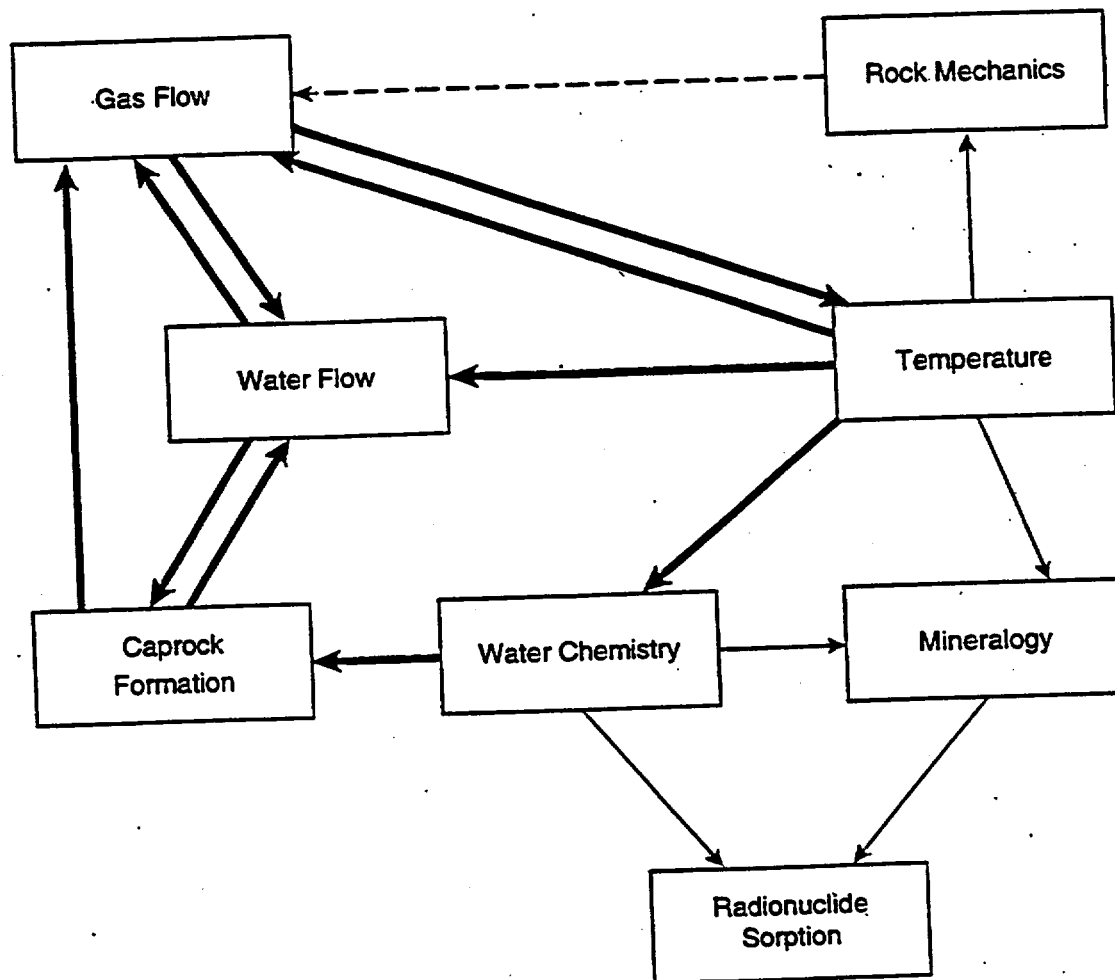 Gas Flow
Rock Mechanics
Water Flow
Temperature
Caprock
Formation
Water Chemistry
Mineralogy
Radionuclide
Sorption